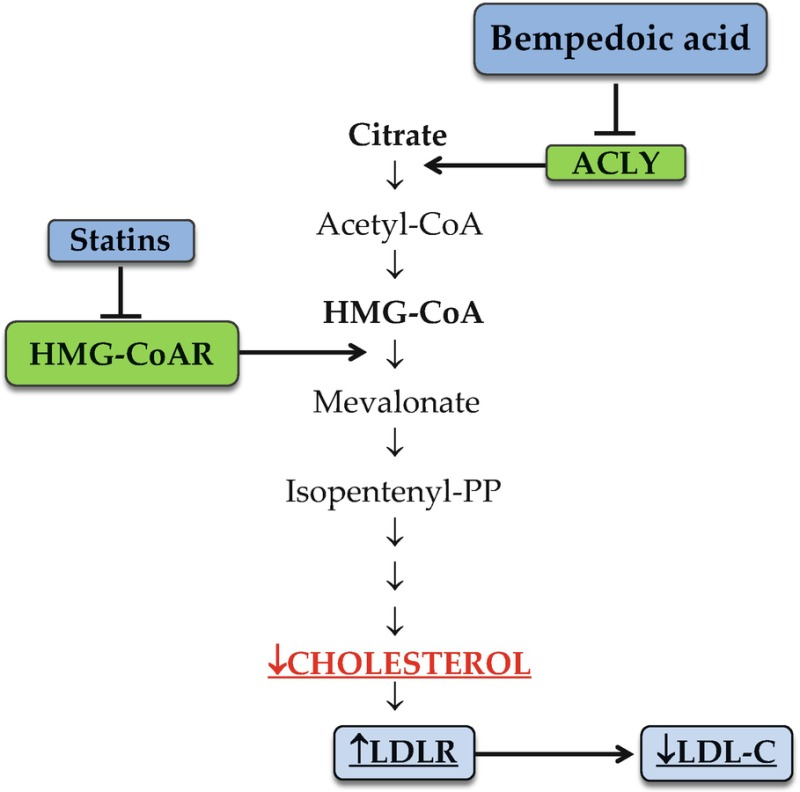 Bempedoic acid
Citrate
ACLY
↓
Acetyl-CoA
Statins
↓
HMG-CoA
HMG-CoAR
↓
Mevalonate
↓
Isopentenyl-PP
↓
↓
↓
↓CHOLESTEROL
↓
↑LDLR
↓LDL-C